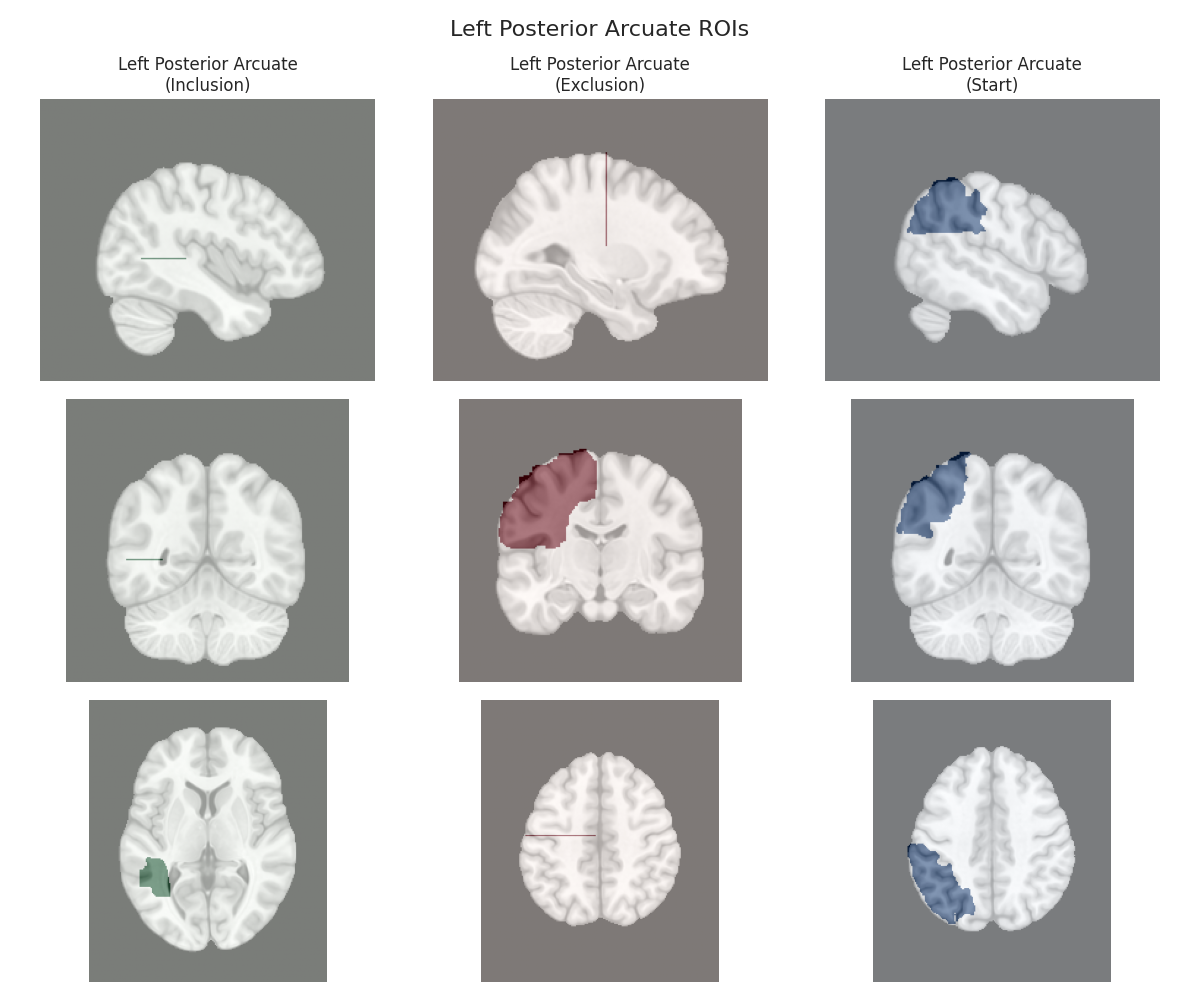 Left Posterior Arcuate ROIs
Left Posterior Arcuate
(Inclusion)
Left Posterior Arcuate
(Exclusion)
Left Posterior Arcuate
(Start)